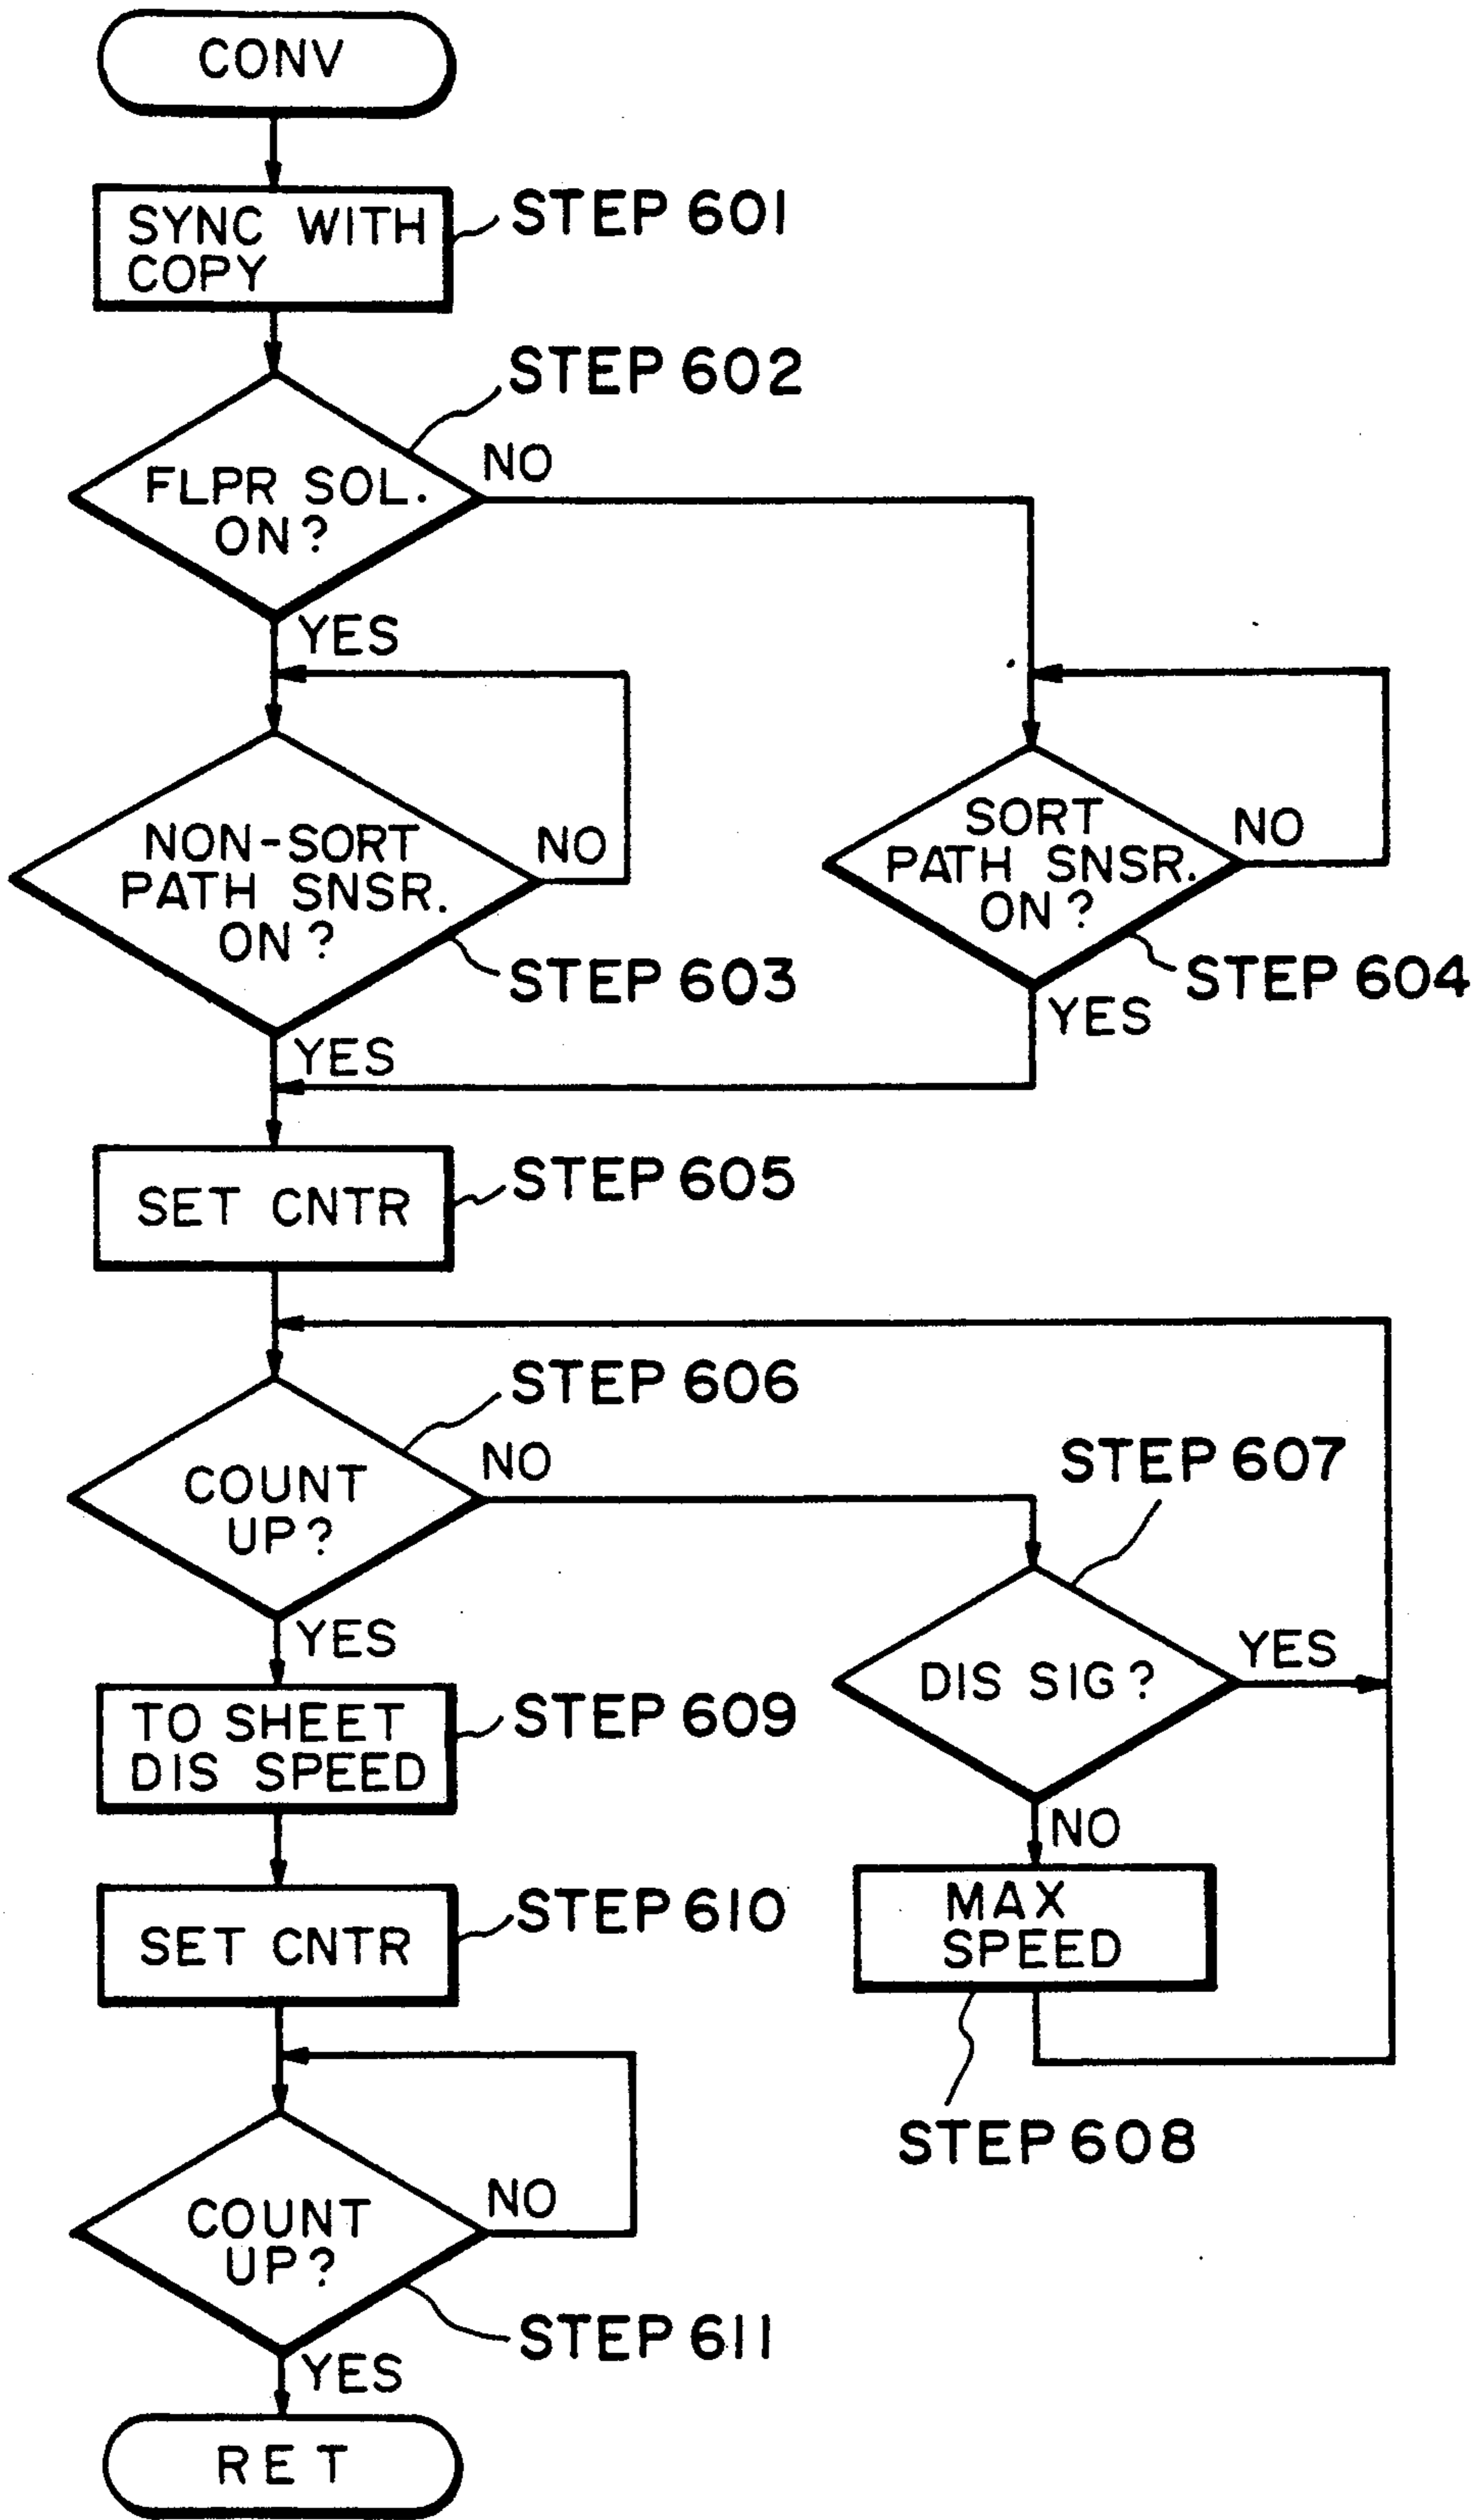 CONV
SYNC WITH
COPY
STEP 601
STEP 602
FLPR SOL.
ON?
NO
YES
NON-SORT
PATH SNSR.
ON?
NO
STEP 603
YES
SORT
PATH SNSR.
ON?
NO
STEP 604
YES
SET CNTR
STEP 605
STEP 606
COUNT
UP?
NO
YES
STEP 607
DIS SIG?
YES
NO
MAX
SPEED
STEP 608
TO SHEET
DIS SPEED
STEP 609
SET CNTR
STEP 610
COUNT
UP?
NO
STEP 611
YES
RET